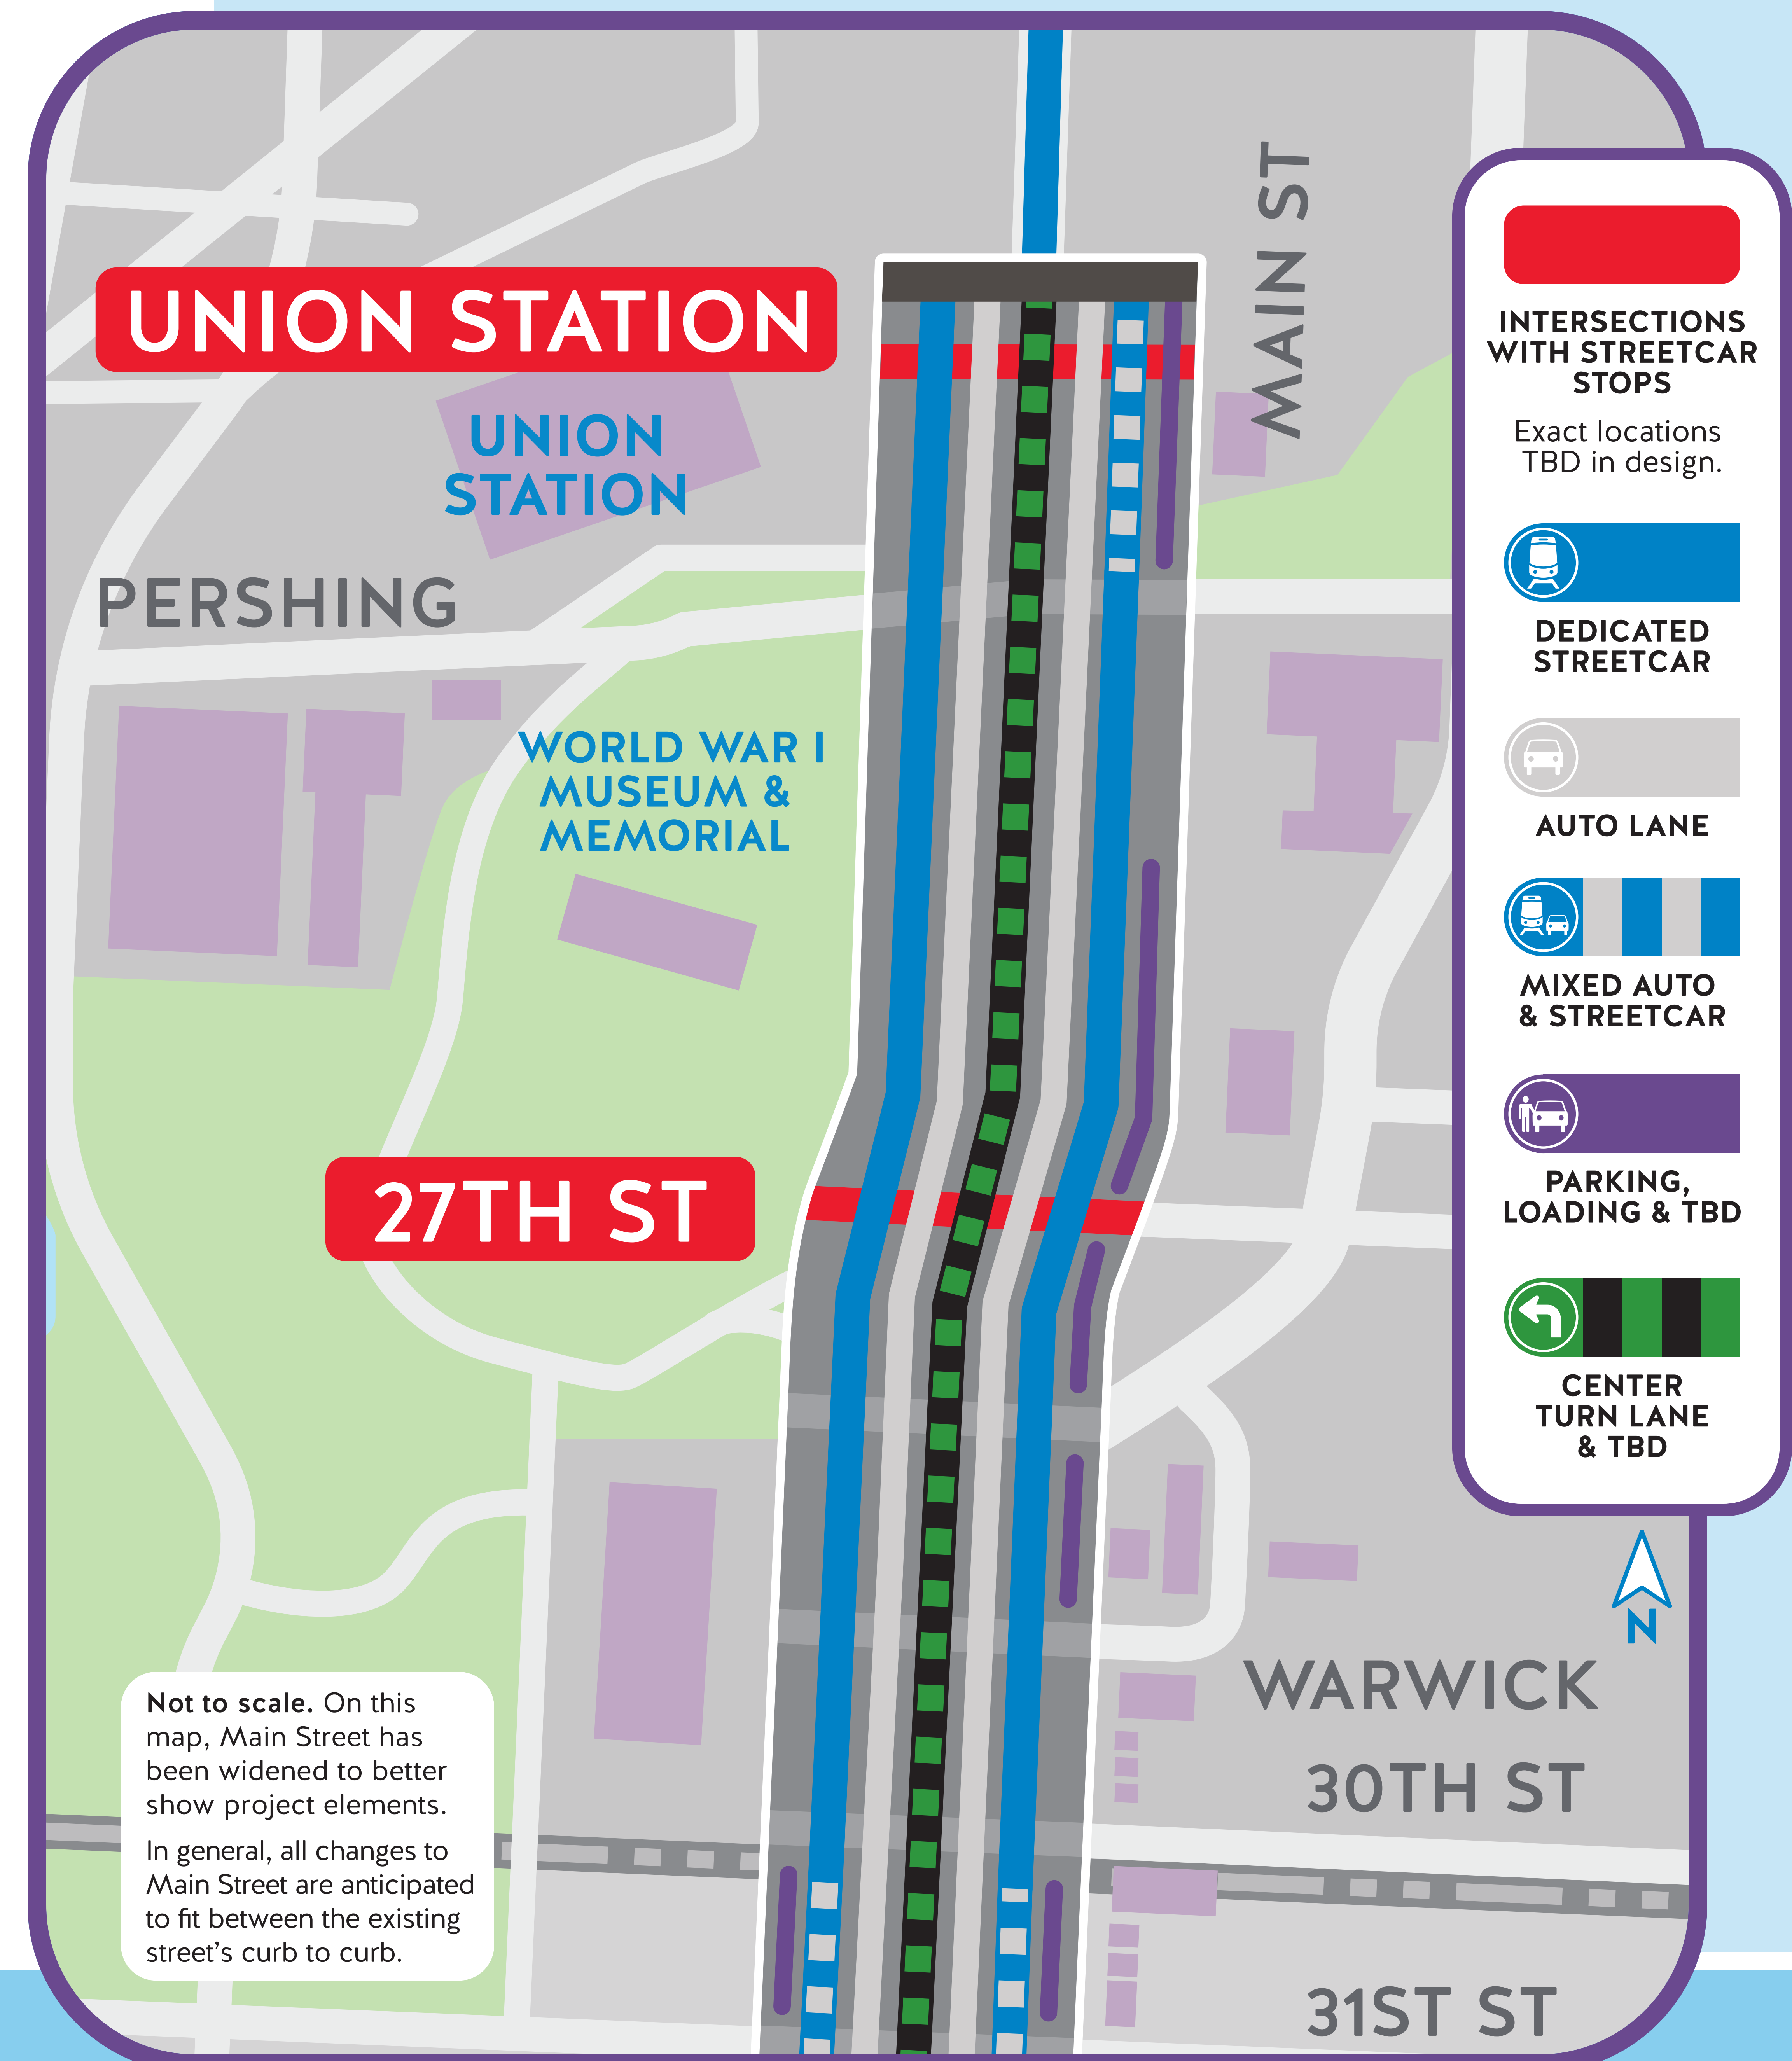 MAIN ST
UNION STATION
UNION
STATION
PERSHING
WORLD WAR I
MUSEUM &
MEMORIAL
27TH ST
WARWICK
30TH ST
31ST ST
N
Not to scale. On this
map, Main Street has
been widened to better
show project elements.
In general, all changes to
Main Street are anticipated
to fit between the existing
street's curb to curb.
INTERSECTIONS
WITH STREETCAR
STOPS
Exact locations
TBD in design.
DEDICATED
STREETCAR
AUTO LANE
MIXED AUTO
& STREETCAR
PARKING,
LOADING & TBD
CENTER
TURN LANE
& TBD